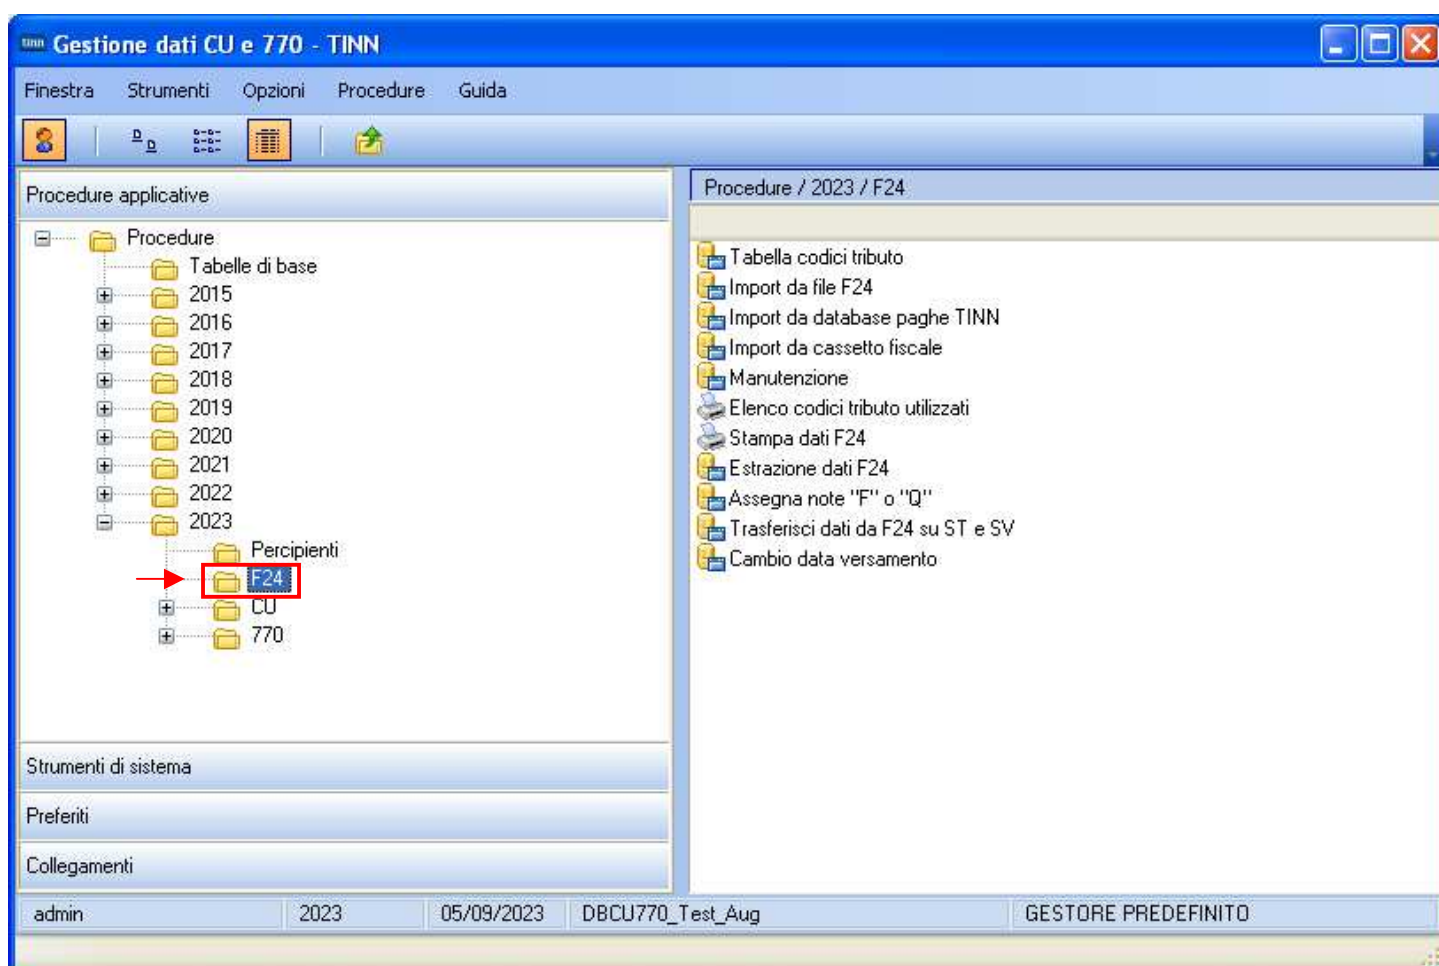 tinn Gestione dati CU e 770 - TINN
Finestra Strumenti Opzioni Procedure Guida
Procedure applicative
Procedure
Tabelle di base
2015
2016
2017
2018
2019
2020
2021
2022
2023
Percipienti
F24
CU
770
Strumenti di sistema
Preferiti
Collegamenti
Procedure / 2023 / F24
Tabella codici tributo
Import da file F24
Import da database paghe TINN
Import da cassetto fiscale
Manutenzione
Elenco codici tributo utilizzati
Stampa dati F24
Estrazione dati F24
Assegna note "F" o "Q"
Trasferisci dati da F24 su ST e SV
Cambio data versamento
admin 2023 05/09/2023 DBCU770_Test_Aug GESTORE PREDEFINITO